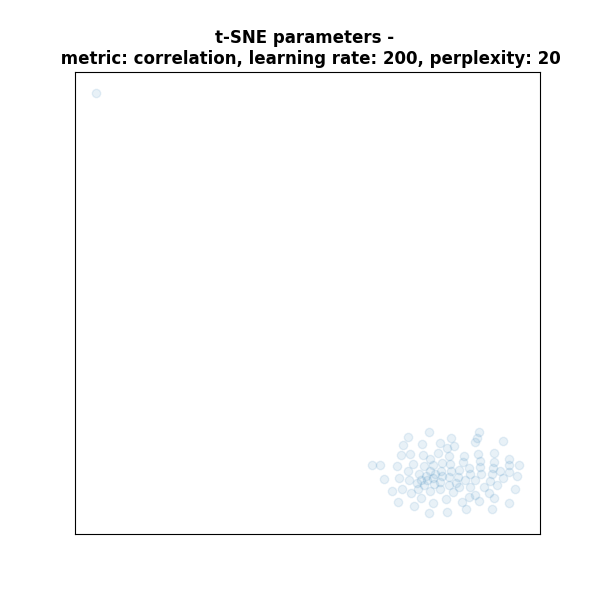 t-SNE parameters -
metric: correlation, learning rate: 200, perplexity: 20